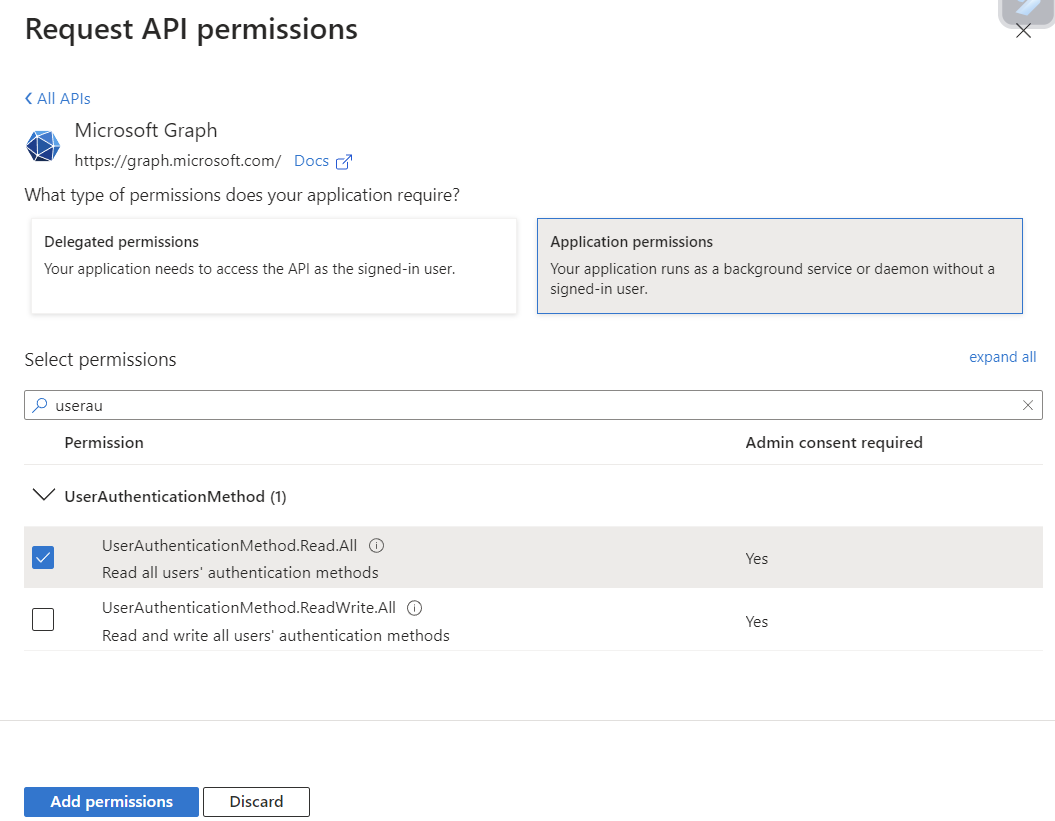 Request API permissions
All APIs
Microsoft Graph
https://graph.microsoft.com/ Docs
What type of permissions does your application require?
Delegated permissions
Your application needs to access the API as the signed-in user.
Application permissions
Your application runs as a background service or daemon without a
signed-in user.
Select permissions
expand all
userau
Permission
Admin consent required
UserAuthenticationMethod (1)
UserAuthenticationMethod.Read.All
Read all users' authentication methods
Yes
UserAuthenticationMethod.ReadWrite.All
Read and write all users' authentication methods
Yes
Add permissions
Discard